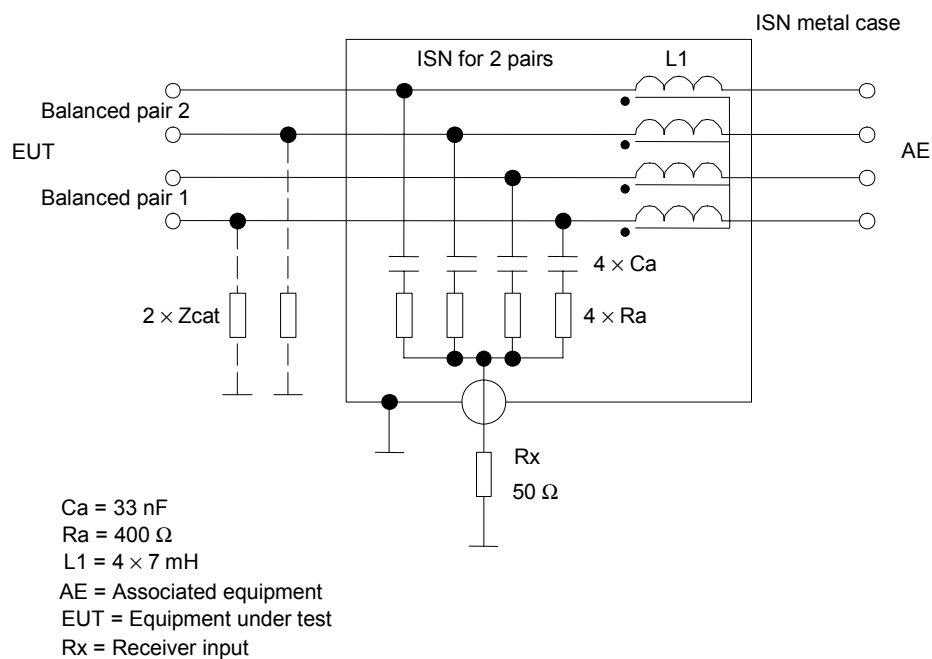 ISN metal case
ISN for 2 pairs
L1
Balanced pair 2
EUT
AE
Balanced pair 1
4 × Ca
2 × Zcat
4 × Ra
Rx
50 Ω
Ca = 33 nF
Ra = 400 Ω
L1 = 4 × 7 mH
AE = Associated equipment
EUT = Equipment under test
Rx = Receiver input